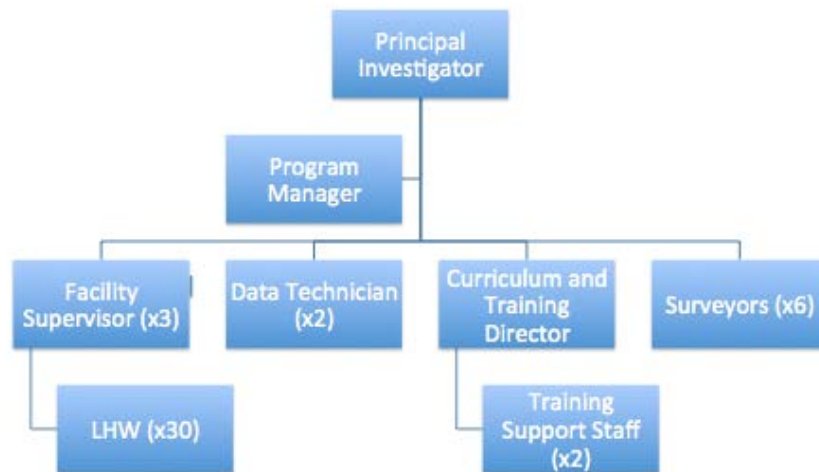 Principal
Investigator
Program
Manager
Facility
Supervisor (x3)
Data Technician
(x2)
Curriculum and
Training
Director
Surveyors (x6)
LHW (x30)
Training
Support Staff
(x2)